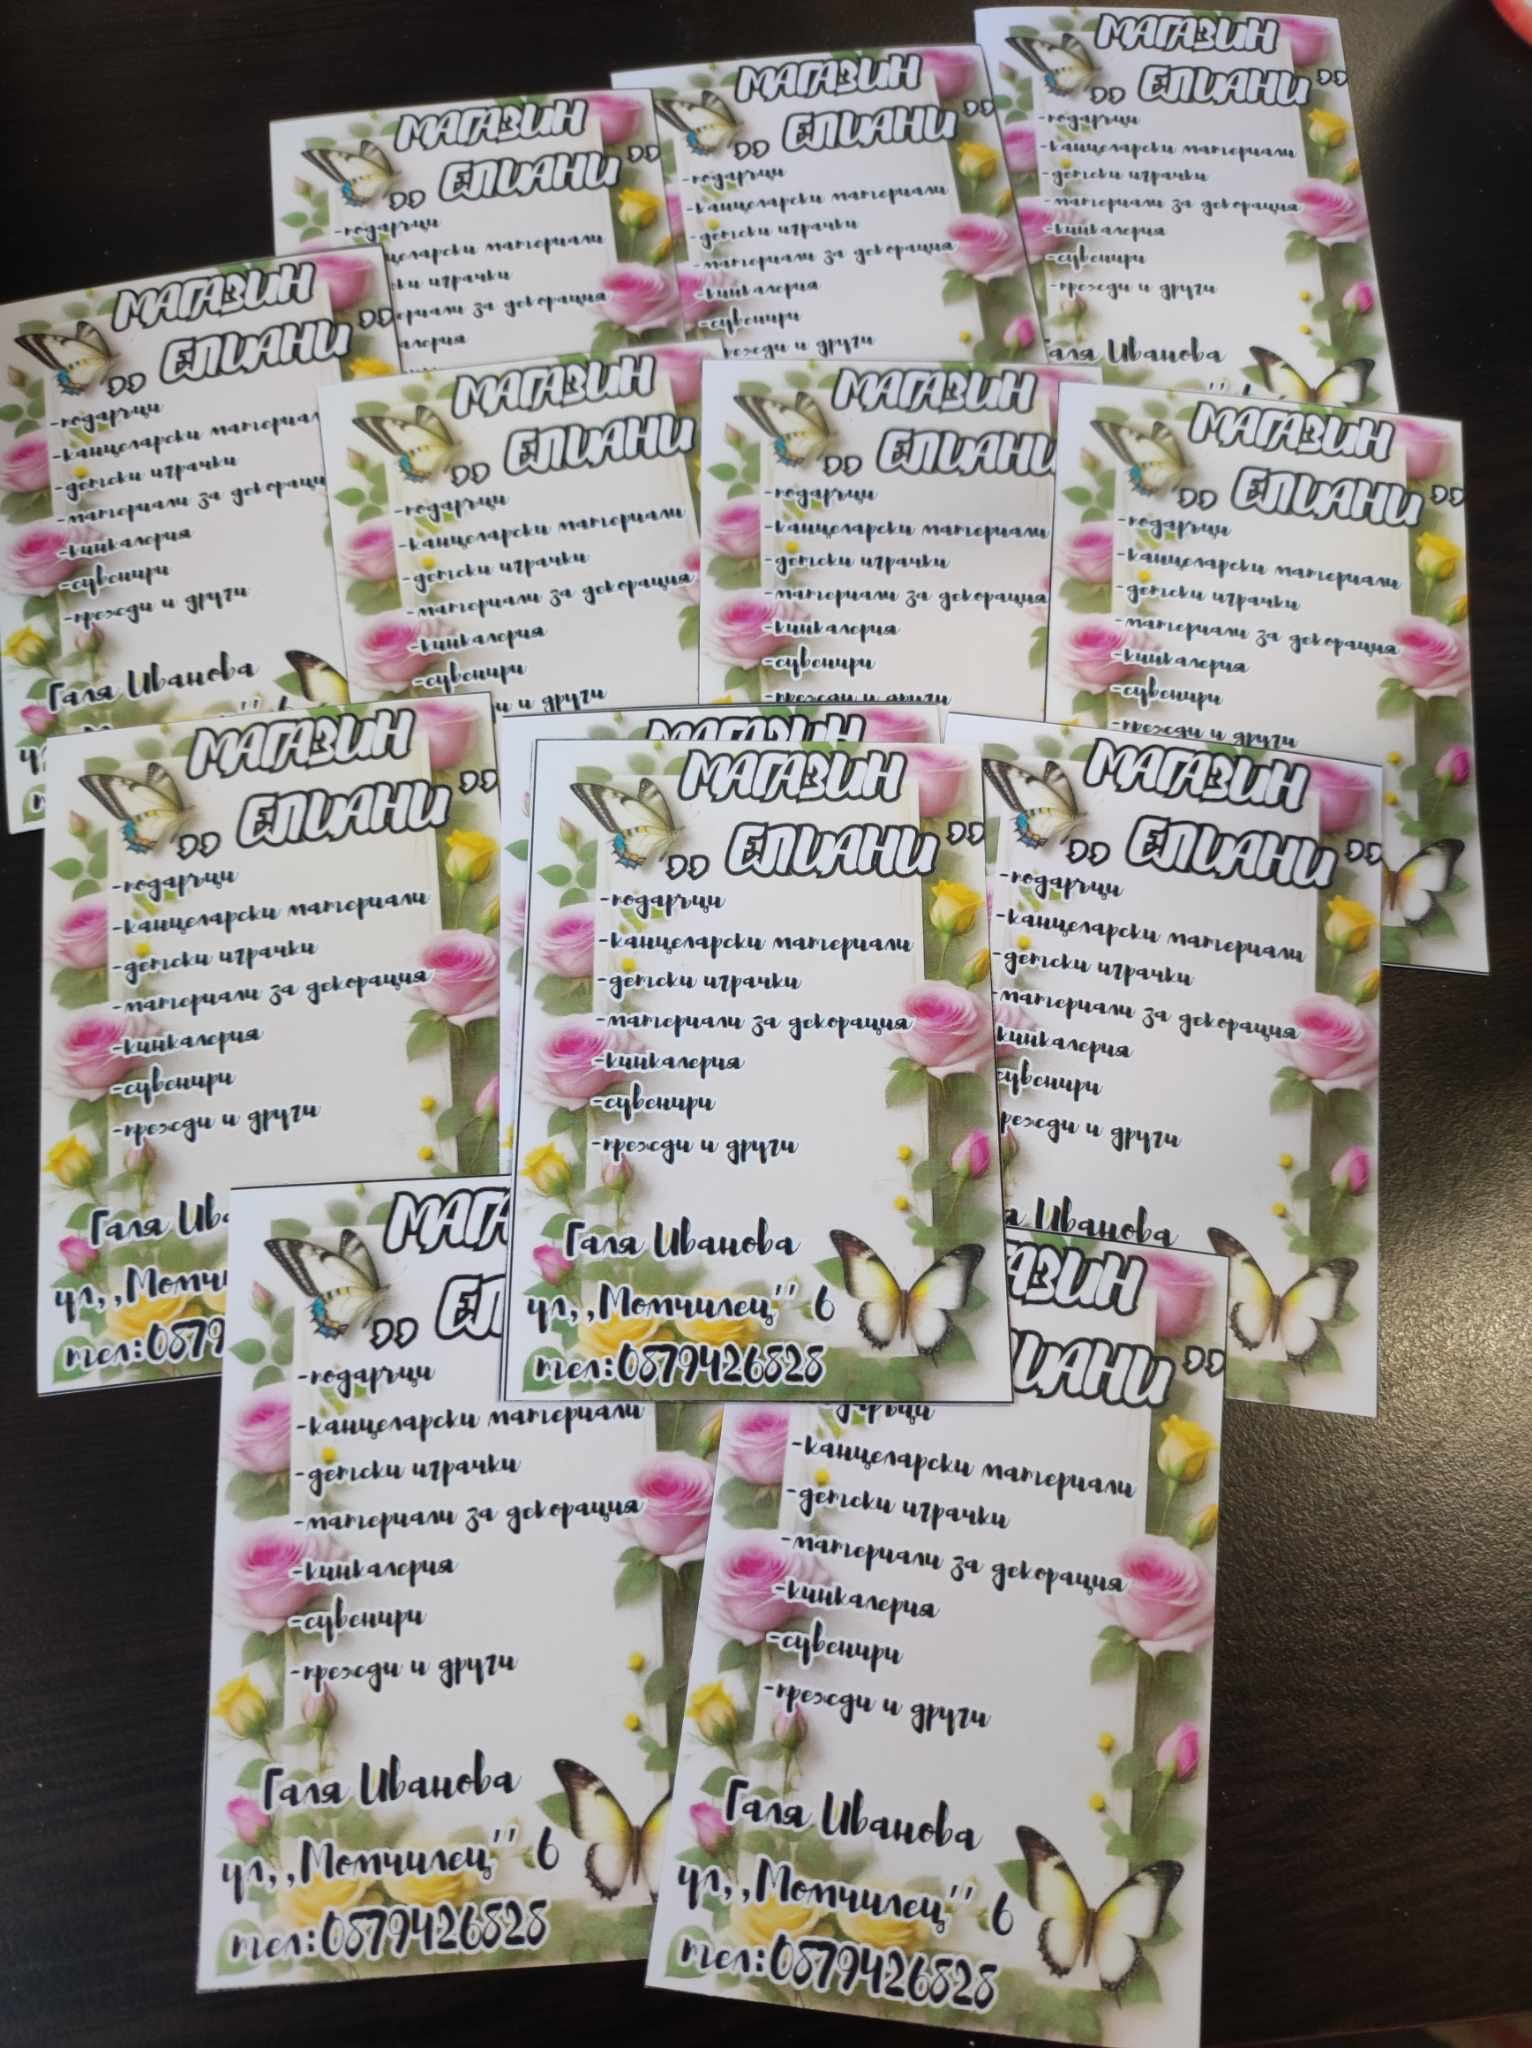 МАГАЗИН
,, ЕЛИАНИ ''
-подаръци
-канцеларски материали
-детски играчки
-материали за декорация
-кинкалерия
-сувенири
-прежди и други
Галя Иванова
ул,,Момчилец'' 6
тел:0879426828